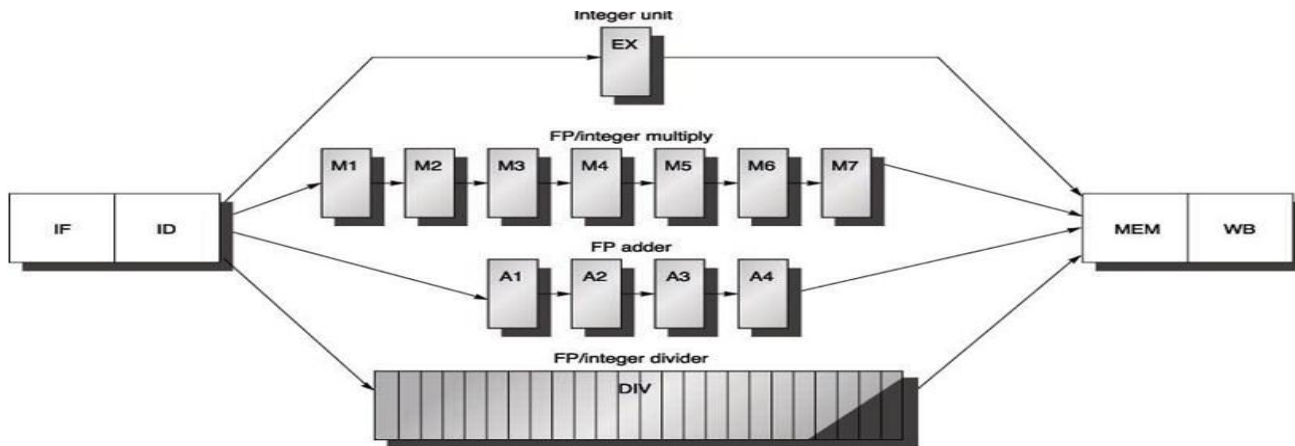 Integer unit
EX
FP/integer multiply
M1 M2 M3 M4 M5 M6 M7
IF ID MEM WB
FP adder
A1 A2 A3 A4
FP/integer divider
DIV